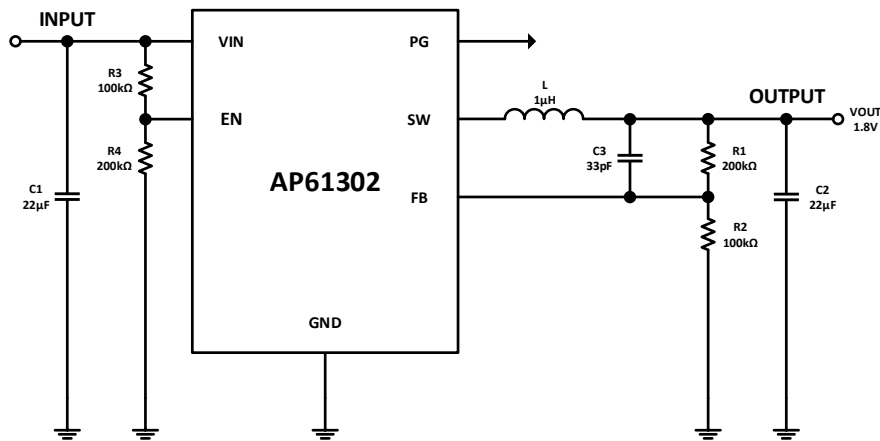 INPUT
VIN
PG
R3
100kΩ
L
1µH
OUTPUT
VOUT
1.8V
EN
SW
C3
33pF
R1
200kΩ
R4
200kΩ
AP61302
C1
22µF
FB
C2
22µF
R2
100kΩ
GND